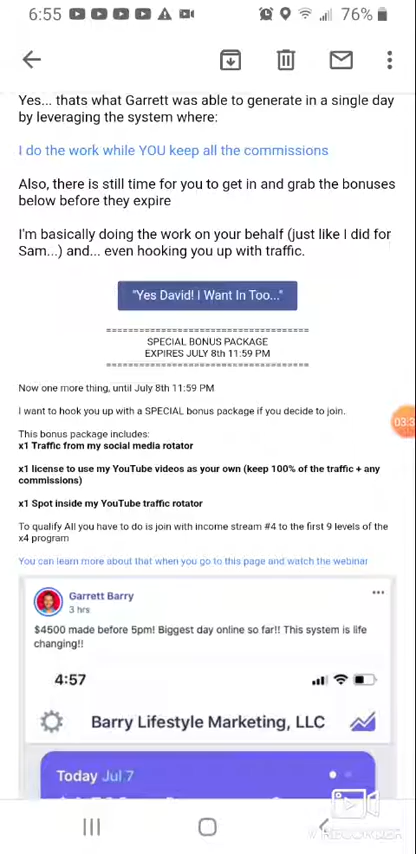 6:55 76%
Yes... thats what Garrett was able to generate in a single day
by leveraging the system where:
I do the work while YOU keep all the commissions
Also, there is still time for you to get in and grab the bonuses
below before they expire
I'm basically doing the work on your behalf (just like I did for
Sam...) and... even hooking you up with traffic.
"Yes David! I Want In Too..."
===================================
SPECIAL BONUS PACKAGE
EXPIRES JULY 8th 11:59 PM
===================================
Now one more thing, until July 8th 11:59 PM
I want to hook you up with a SPECIAL bonus package if you decide to join.
This bonus package includes:
x1 Traffic from my social media rotator
x1 license to use my YouTube videos as your own (keep 100% of the traffic + any
commissions)
x1 Spot inside my YouTube traffic rotator
To qualify All you have to do is join with income stream #4 to the first 9 levels of the
x4 program
You can learn more about that when you go to this page and watch the webinar
Garrett Barry
3 hrs
$4500 made before 5pm! Biggest day online so far!! This system is life
changing!!
4:57
Barry Lifestyle Marketing, LLC
Today Jul 7
RECORDER